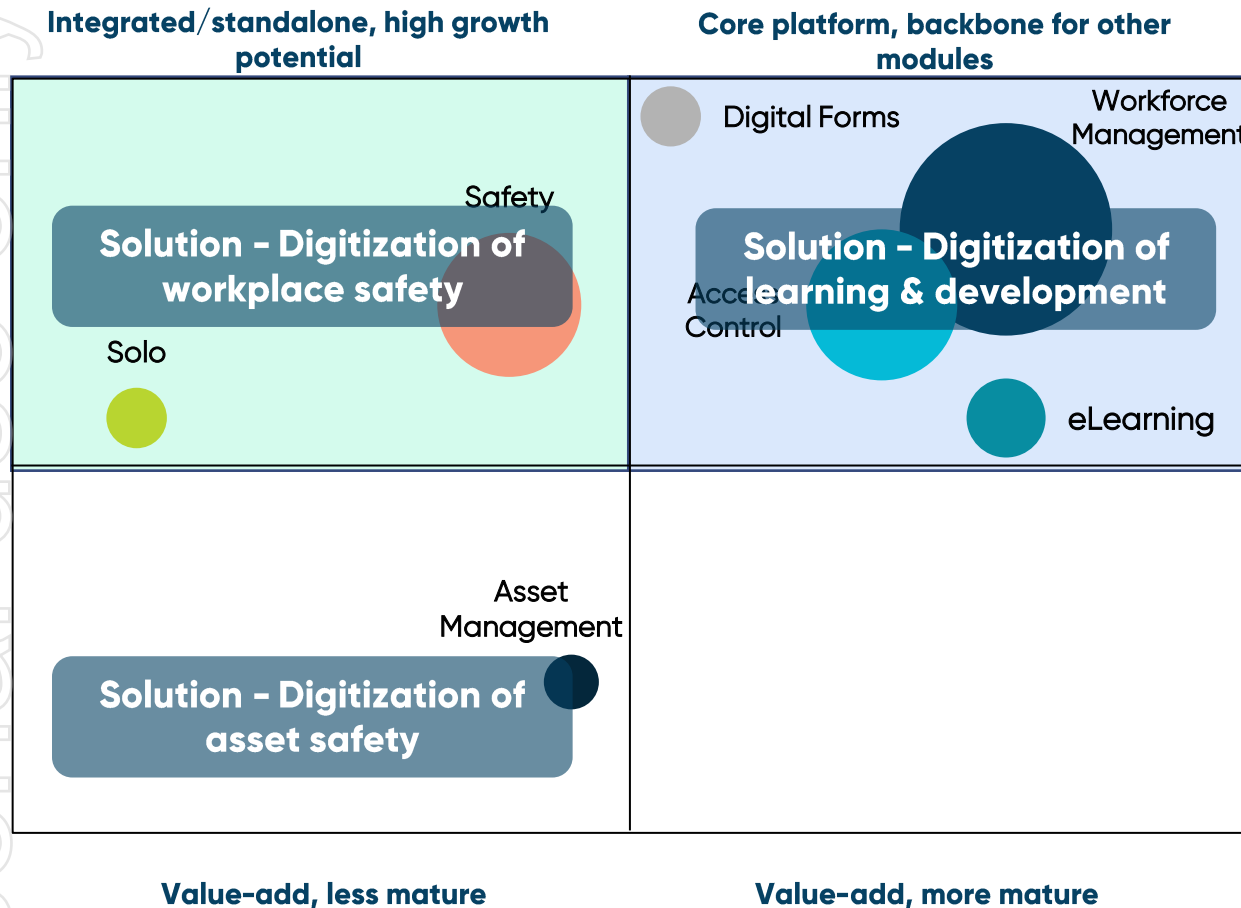 Integrated/standalone, high growth
potential
Core platform, backbone for other
modules
Digital Forms
Workforce
Management
Safety
Solution - Digitization of
workplace safety
Solution - Digitization of
learning & development
Access
Control
Solo
eLearning
Asset
Management
Solution - Digitization of
asset safety
Value-add, less mature
Value-add, more mature